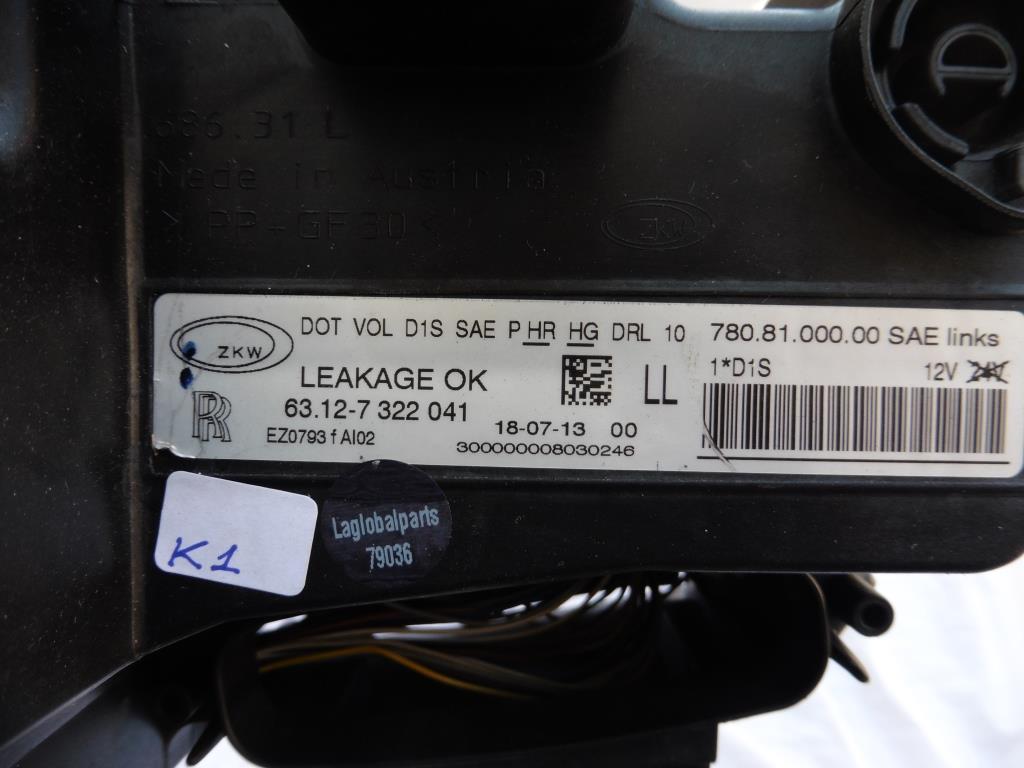 686.31 L
Made in Austria
> PP-GF30 <
ZKW
DOT VOL D1S SAE P HR HG DRL 10
780.81.000.00 SAE links
ZKW
1*D1S
12V 24V
LEAKAGE OK
LL
RR
63.12-7 322 041
18-07-13 00
EZ0793 f AI02
300000008030246
K1
Laglobalparts
79036